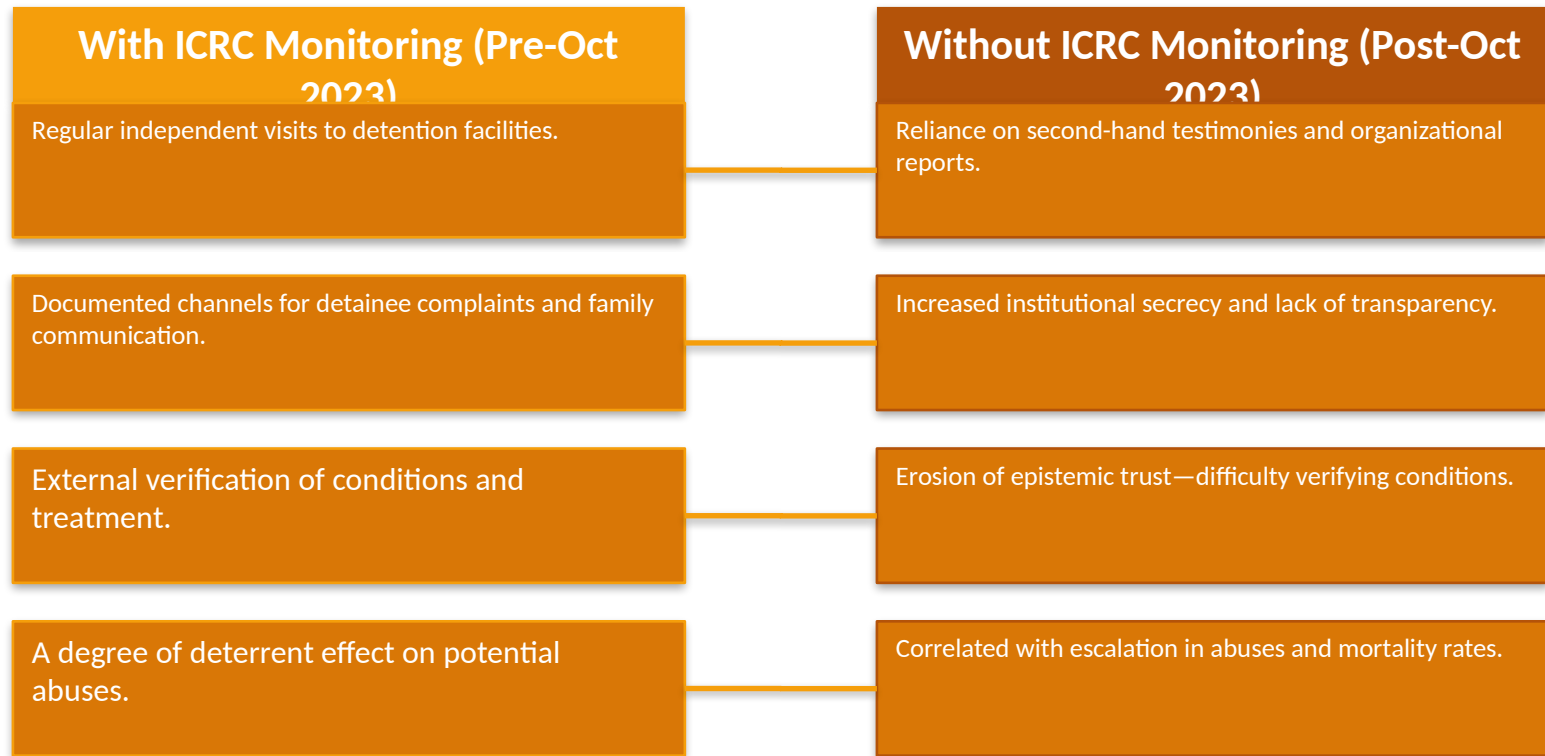 With ICRC Monitoring (Pre-Oct
2023)
Without ICRC Monitoring (Post-Oct
2023)
Regular independent visits to detention facilities.
Reliance on second-hand testimonies and organizational
reports.
Documented channels for detainee complaints and family
communication.
Increased institutional secrecy and lack of transparency.
External verification of conditions and
treatment.
Erosion of epistemic trust—difficulty verifying conditions.
A degree of deterrent effect on potential
abuses.
Correlated with escalation in abuses and mortality rates.